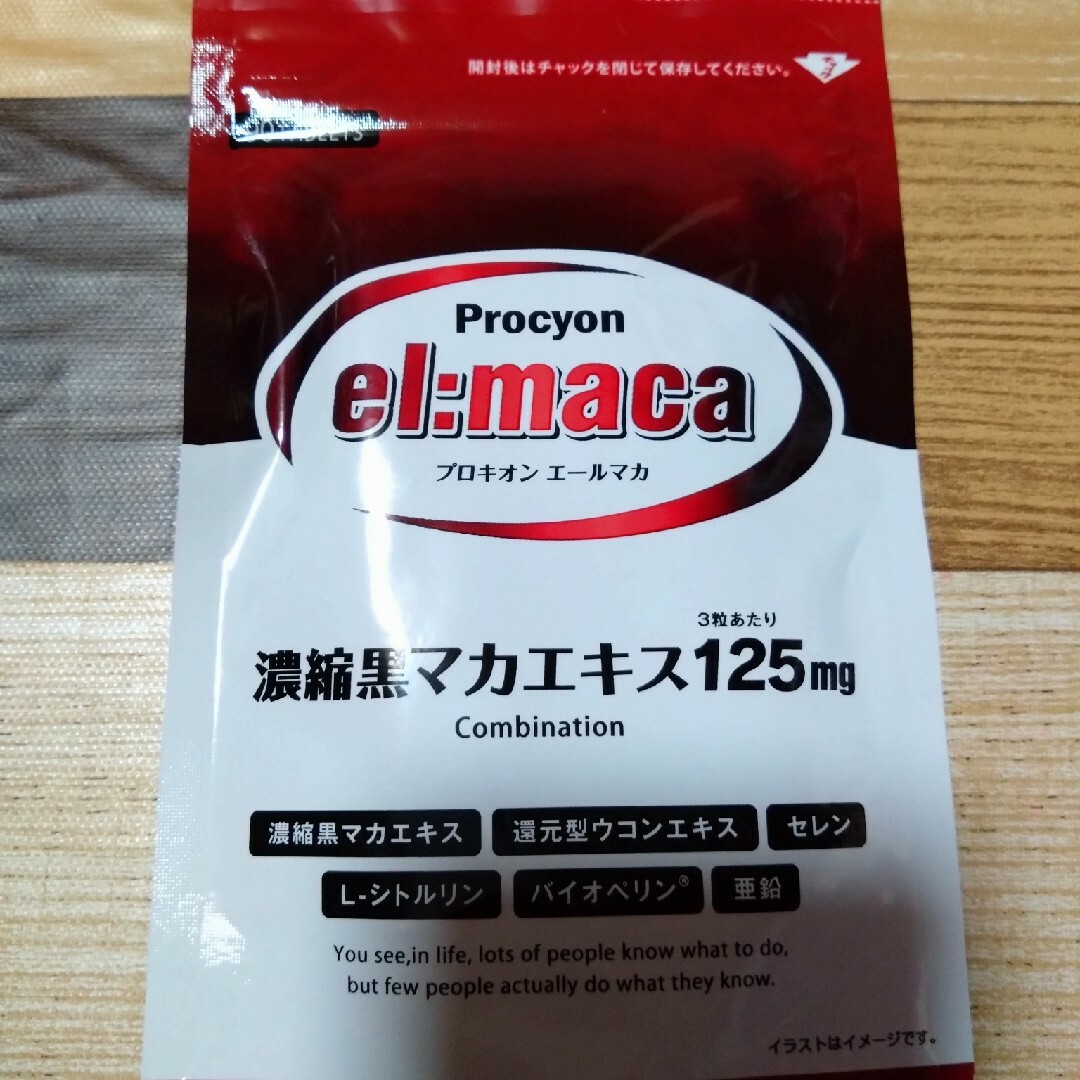 開封後はチャックを閉じて保存してください。
チャック
90 TABLETS
Procyon
el:maca
プロキオン エールマカ
3粒あたり
濃縮黒マカエキス125mg
Combination
濃縮黒マカエキス 還元型ウコンエキス セレン
L-シトルリン バイオペリン® 亜鉛
You see,in life, lots of people know what to do,
but few people actually do what they know.
イラストはイメージです。